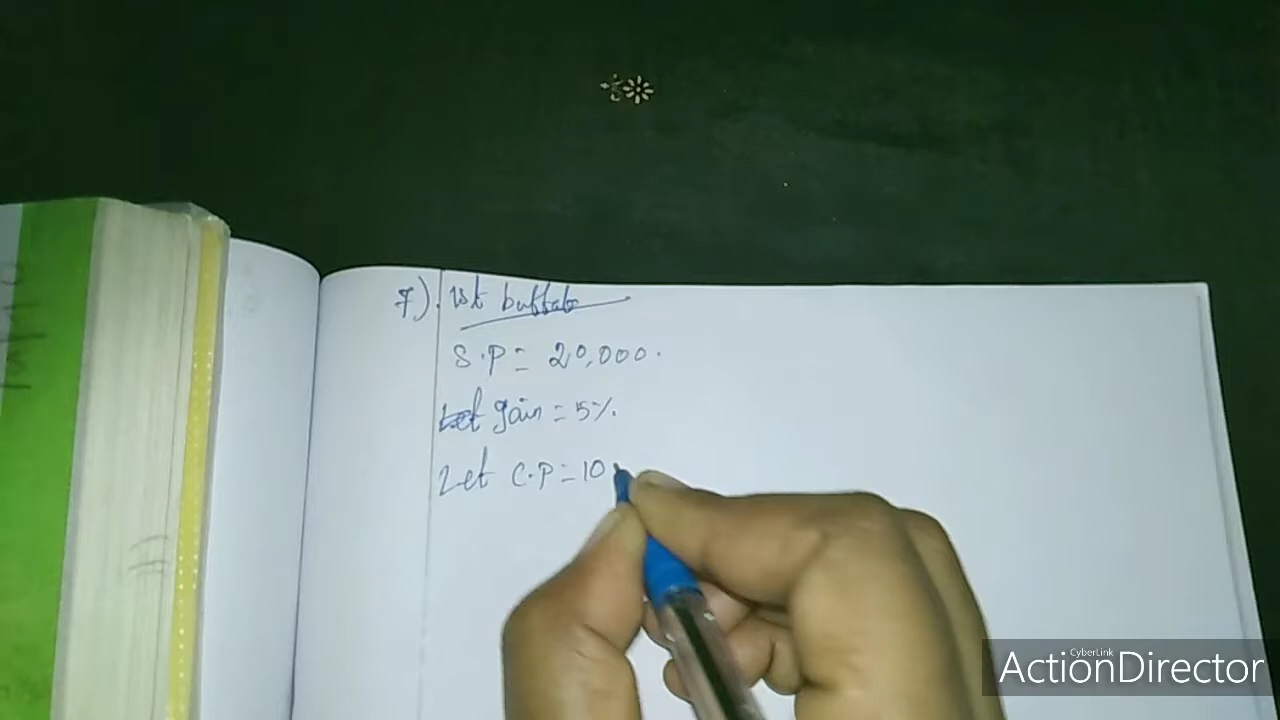 7). 1st buffalo
S.P = 20,000.
Let gain = 5%.
Let C.P = 10
CyberLink
ActionDirector